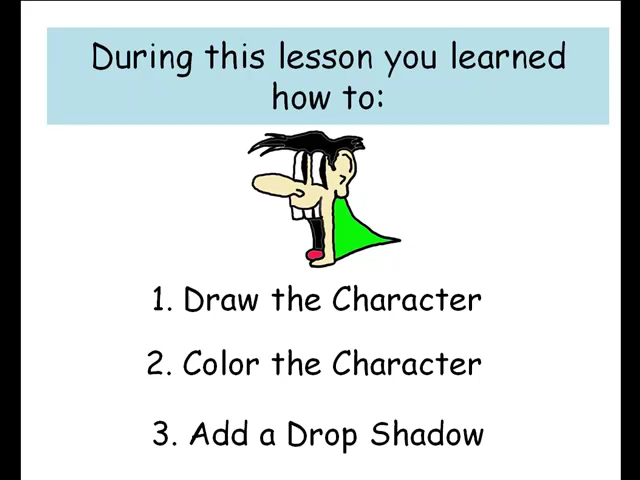 During this lesson you learned
how to:
1. Draw the Character
2. Color the Character
3. Add a Drop Shadow